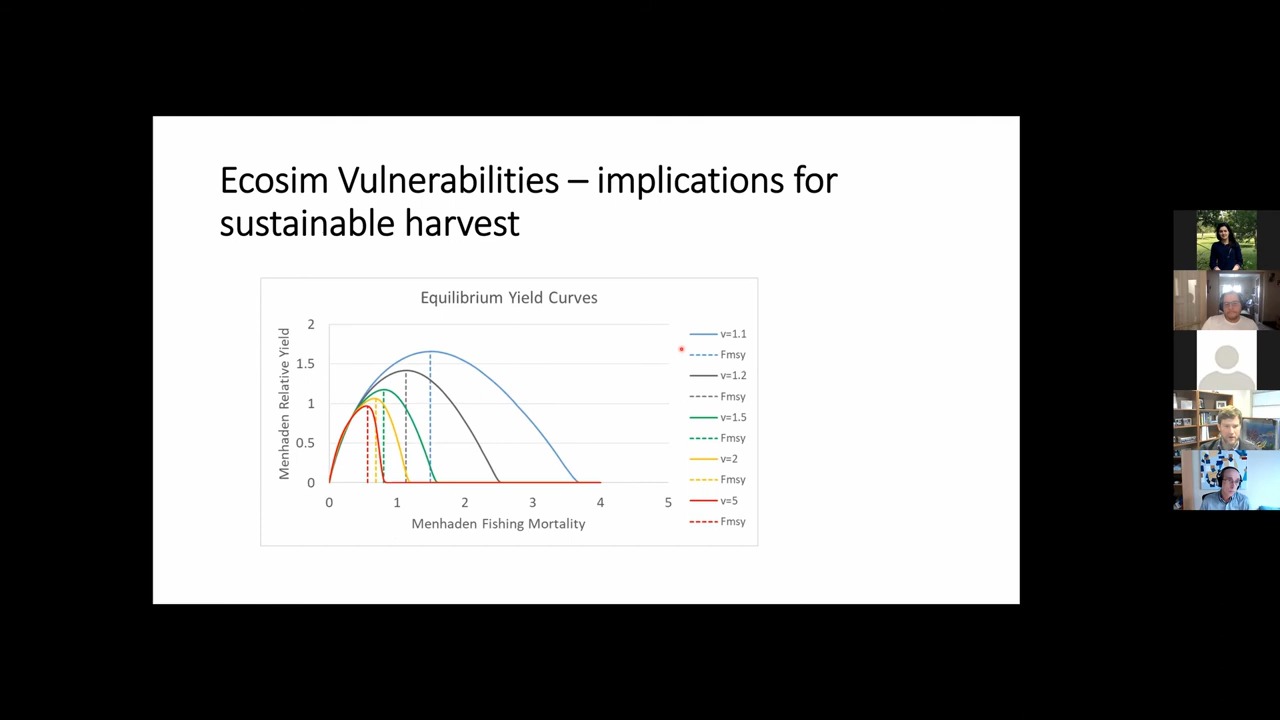 Ecosim Vulnerabilities – implications for
sustainable harvest
Equilibrium Yield Curves
Menhaden Relative Yield
2
1.5
1
0.5
0
0 1 2 3 4 5
Menhaden Fishing Mortality
v=1.1
Fmsy
v=1.2
Fmsy
v=1.5
Fmsy
v=2
Fmsy
v=5
Fmsy